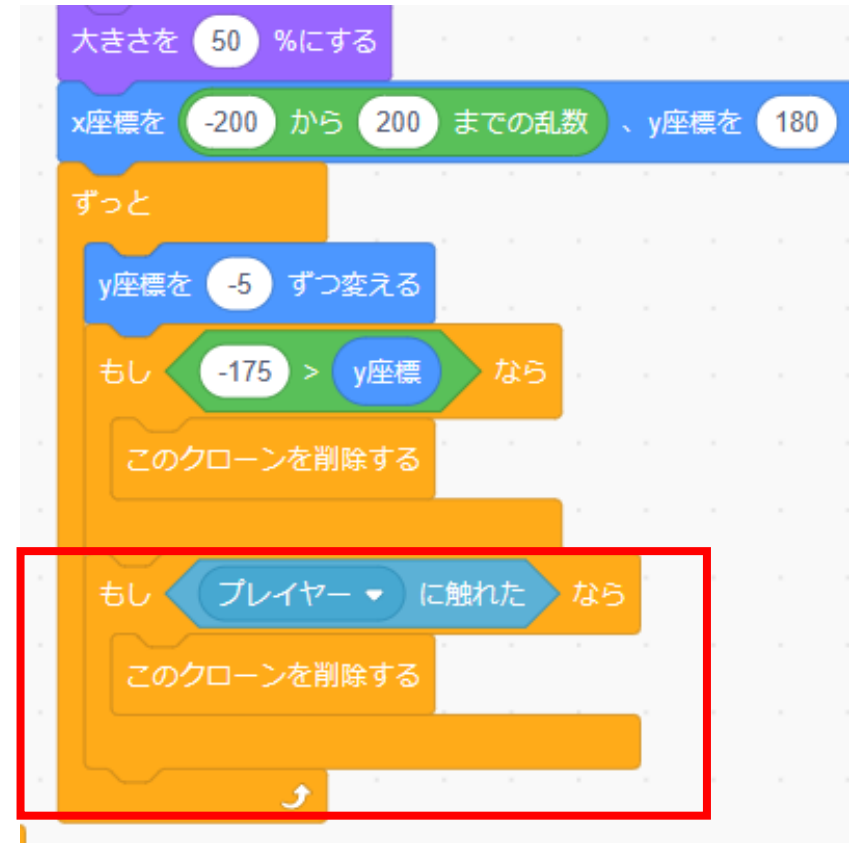 大きさを 50 %にする
x座標を -200 から 200 までの乱数 、y座標を 180
ずっと
y座標を -5 ずつ変える
もし -175 > y座標 なら
このクローンを削除する
もし プレイヤー に触れた なら
このクローンを削除する